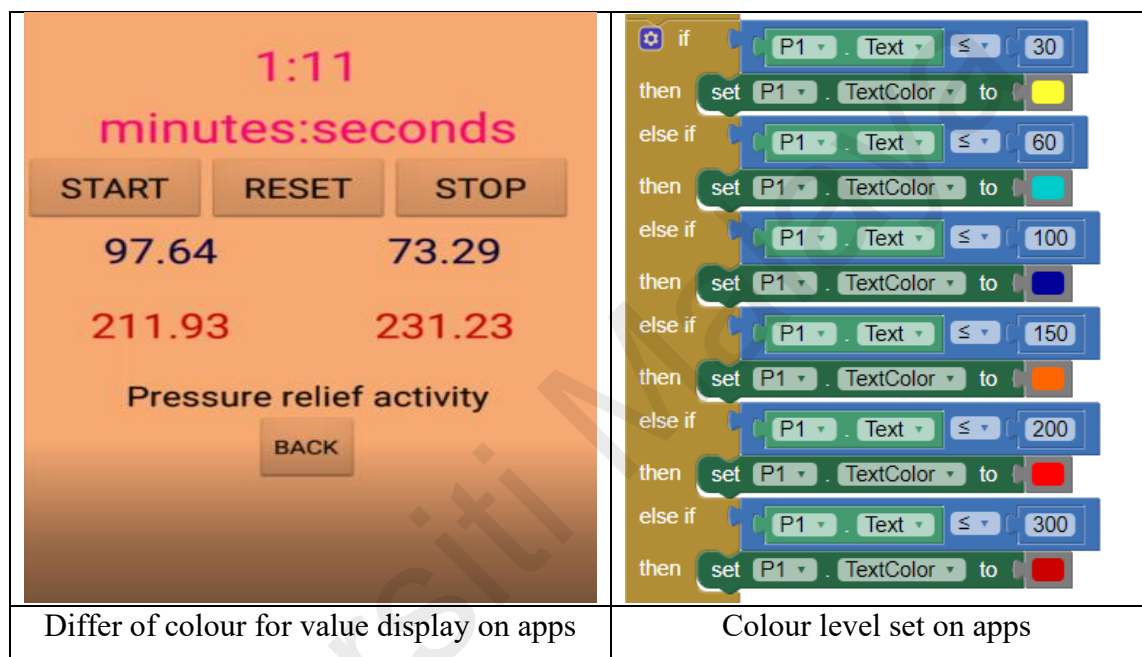 1:11
minutes:seconds
START RESET STOP
97.64 73.29
211.93 231.23
Pressure relief activity
BACK
if P1 . Text ≤ 30
then set P1 . TextColor to
else if P1 . Text ≤ 60
then set P1 . TextColor to
else if P1 . Text ≤ 100
then set P1 . TextColor to
else if P1 . Text ≤ 150
then set P1 . TextColor to
else if P1 . Text ≤ 200
then set P1 . TextColor to
else if P1 . Text ≤ 300
then set P1 . TextColor to
Differ of colour for value display on apps
Colour level set on apps